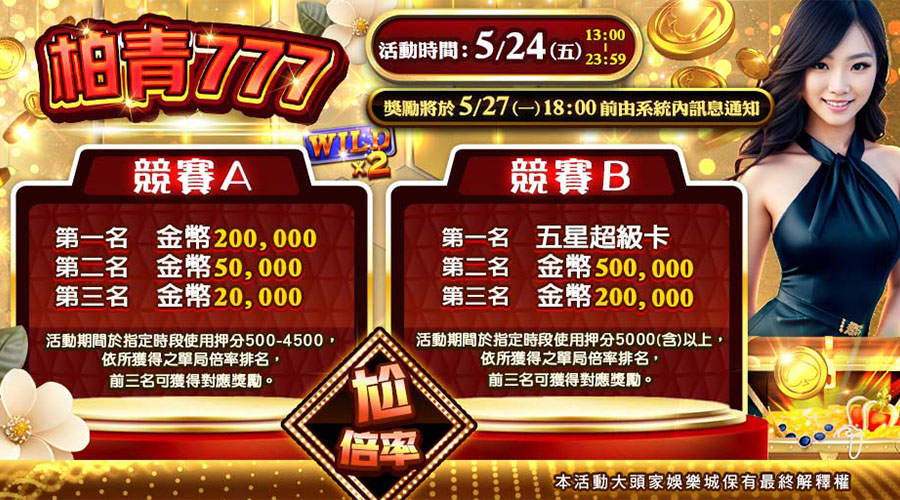 柏青777
活動時間：5/24(五) 13:00
23:59
獎勵將於 5/27(一)18:00 前由系統內訊息通知
WILD
x2
競賽A
第一名 金幣200,000
第二名 金幣50,000
第三名 金幣20,000
活動期間於指定時段使用押分500-4500，
依所獲得之單局倍率排名，
前三名可獲得對應獎勵。
競賽B
第一名 五星超級卡
第二名 金幣500,000
第三名 金幣200,000
活動期間於指定時段使用押分5000(含)以上，
依所獲得之單局倍率排名，
前三名可獲得對應獎勵。
尬
倍率
本活動大頭家娛樂城保有最終解釋權